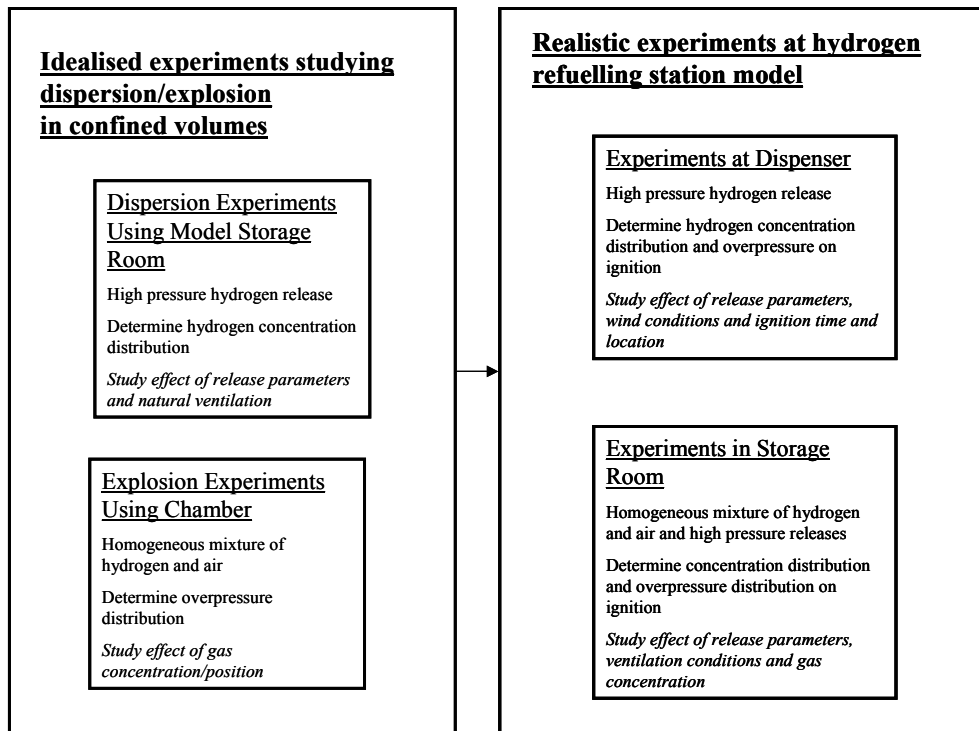 Idealised experiments studying
dispersion/explosion
in confined volumes
Dispersion Experiments
Using Model Storage
Room
High pressure hydrogen release
Determine hydrogen concentration
distribution
Study effect of release parameters
and natural ventilation
Explosion Experiments
Using Chamber
Homogeneous mixture of
hydrogen and air
Determine overpressure
distribution
Study effect of gas
concentration/position
Realistic experiments at hydrogen
refuelling station model
Experiments at Dispenser
High pressure hydrogen release
Determine hydrogen concentration
distribution and overpressure on
ignition
Study effect of release parameters,
wind conditions and ignition time and
location
Experiments in Storage
Room
Homogeneous mixture of hydrogen
and air and high pressure releases
Determine concentration distribution
and overpressure distribution on
ignition
Study effect of release parameters,
ventilation conditions and gas
concentration